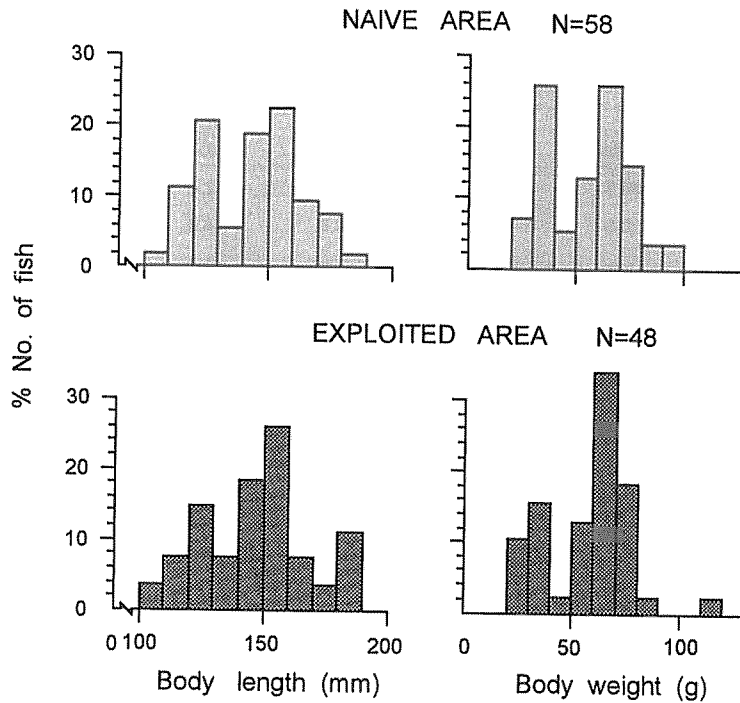 NAIVE AREA N=58
30
20
10
0
% No. of fish
EXPLOITED AREA N=48
30
20
10
0
0 100 150 200
0 50 100
Body length (mm)
Body weight (g)